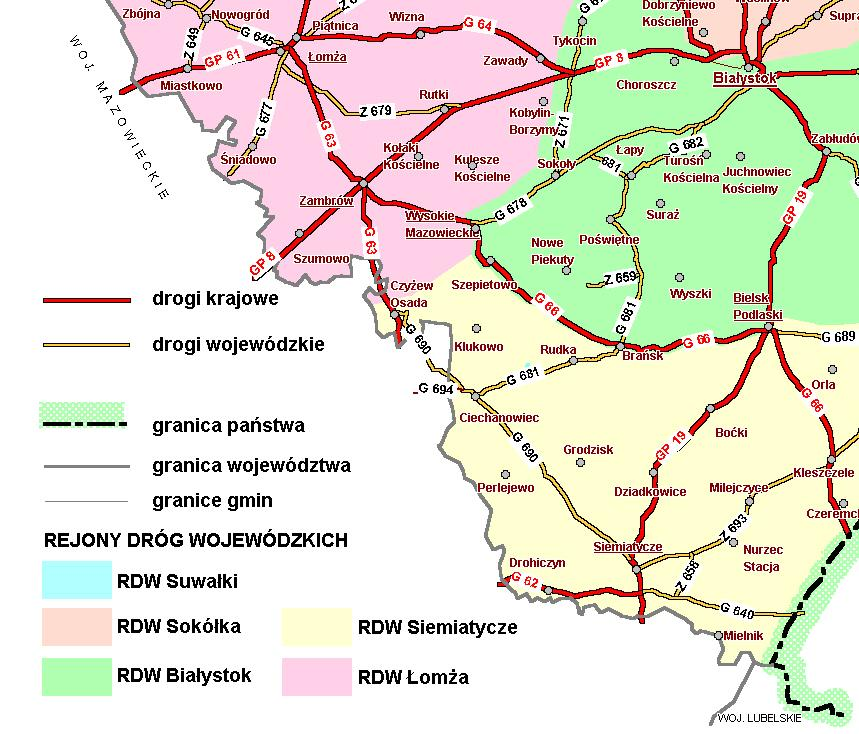 Zbójna
Nowogród
Piątnica
Wizna
G 64
Dobrzyniewo
Kościelne
Z 649
G 645
Łomża
Zawady
Tykocin
GP 8
Choroszcz
Białystok
GP 61
Miastkowo
WOJ. MAZOWIECKIE
G 677
Rutki
Z 679
Kobylin-
Borzymy
Z 671
G 63
Śniadowo
Kołaki
Kościelne
Kulesze
Kościelne
Sokoły
Łapy
681
G 682
Turośń
Kościelna
Juchnowiec
Kościelny
Zabłudów
Zambrów
Wysokie
Mazowieckie
G 678
Suraż
GP 19
G 63
Poświętne
Nowe
Piekuty
GP 8
Szumowo
Szepietowo
Z 659
Wyszki
Czyżew
Osada
Bielsk
Podlaski
G 66
G 681
drogi krajowe
drogi wojewódzkie
G 690
Klukowo
Rudka
Brańsk
G 66
G 689
G 681
G 694
Orla
G 66
Ciechanowiec
Boćki
granica państwa
granica województwa
granice gmin
G 690
Grodzisk
GP 19
Kleszczele
Perlejewo
Dziadkowice
Milejczyce
REJONY DRÓG WOJEWÓDZKICH
Siemiatycze
Z 693
Nurzec
Stacja
Drohiczyn
G 62
Z 658
G 640
Mielnik
RDW Suwałki
RDW Sokółka
RDW Siemiatycze
RDW Białystok
RDW Łomża
WOJ. LUBELSKIE